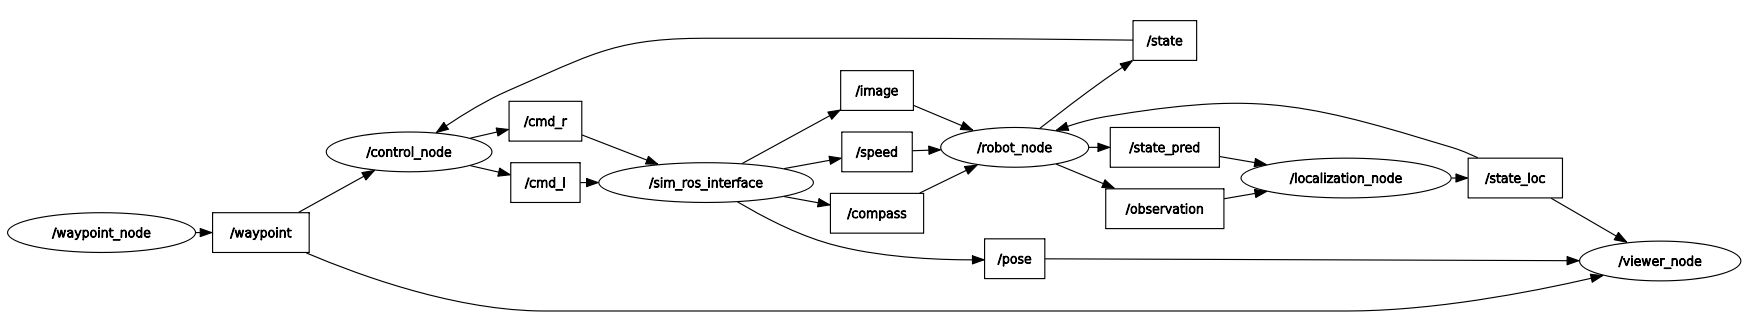 /state
/image
/cmd_r
/control_node
/speed
/robot_node
/state_pred
/cmd_l
/sim_ros_interface
/localization_node
/state_loc
/compass
/observation
/waypoint_node
/waypoint
/pose
/viewer_node